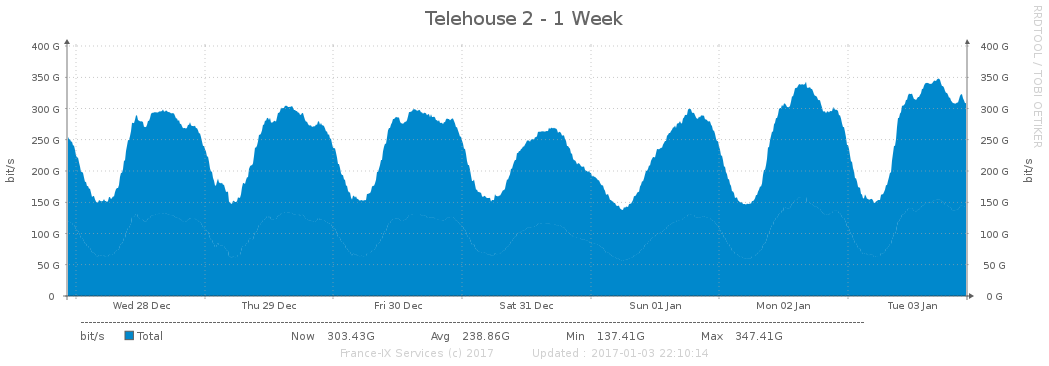 Telehouse 2 - 1 Week
RRDTOOL / TOBI OETIKER
bit/s
400 G 400 G
350 G 350 G
300 G 300 G
250 G 250 G
200 G 200 G
150 G 150 G
100 G 100 G
50 G 50 G
0 0 G
bit/s
Wed 28 Dec Thu 29 Dec Fri 30 Dec Sat 31 Dec Sun 01 Jan Mon 02 Jan Tue 03 Jan
bit/s Total Now 303.43G Avg 238.86G Min 137.41G Max 347.41G
France-IX Services (c) 2017 Updated : 2017-01-03 22:10:14